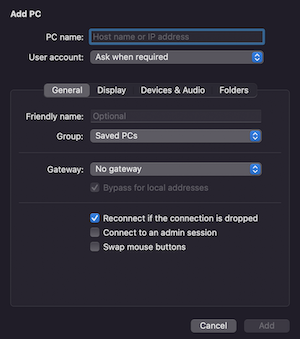 Add PC
PC name: Host name or IP address
User account: Ask when required
General Display Devices & Audio Folders
Friendly name: Optional
Group: Saved PCs
Gateway: No gateway
Bypass for local addresses
Reconnect if the connection is dropped
Connect to an admin session
Swap mouse buttons
Cancel Add